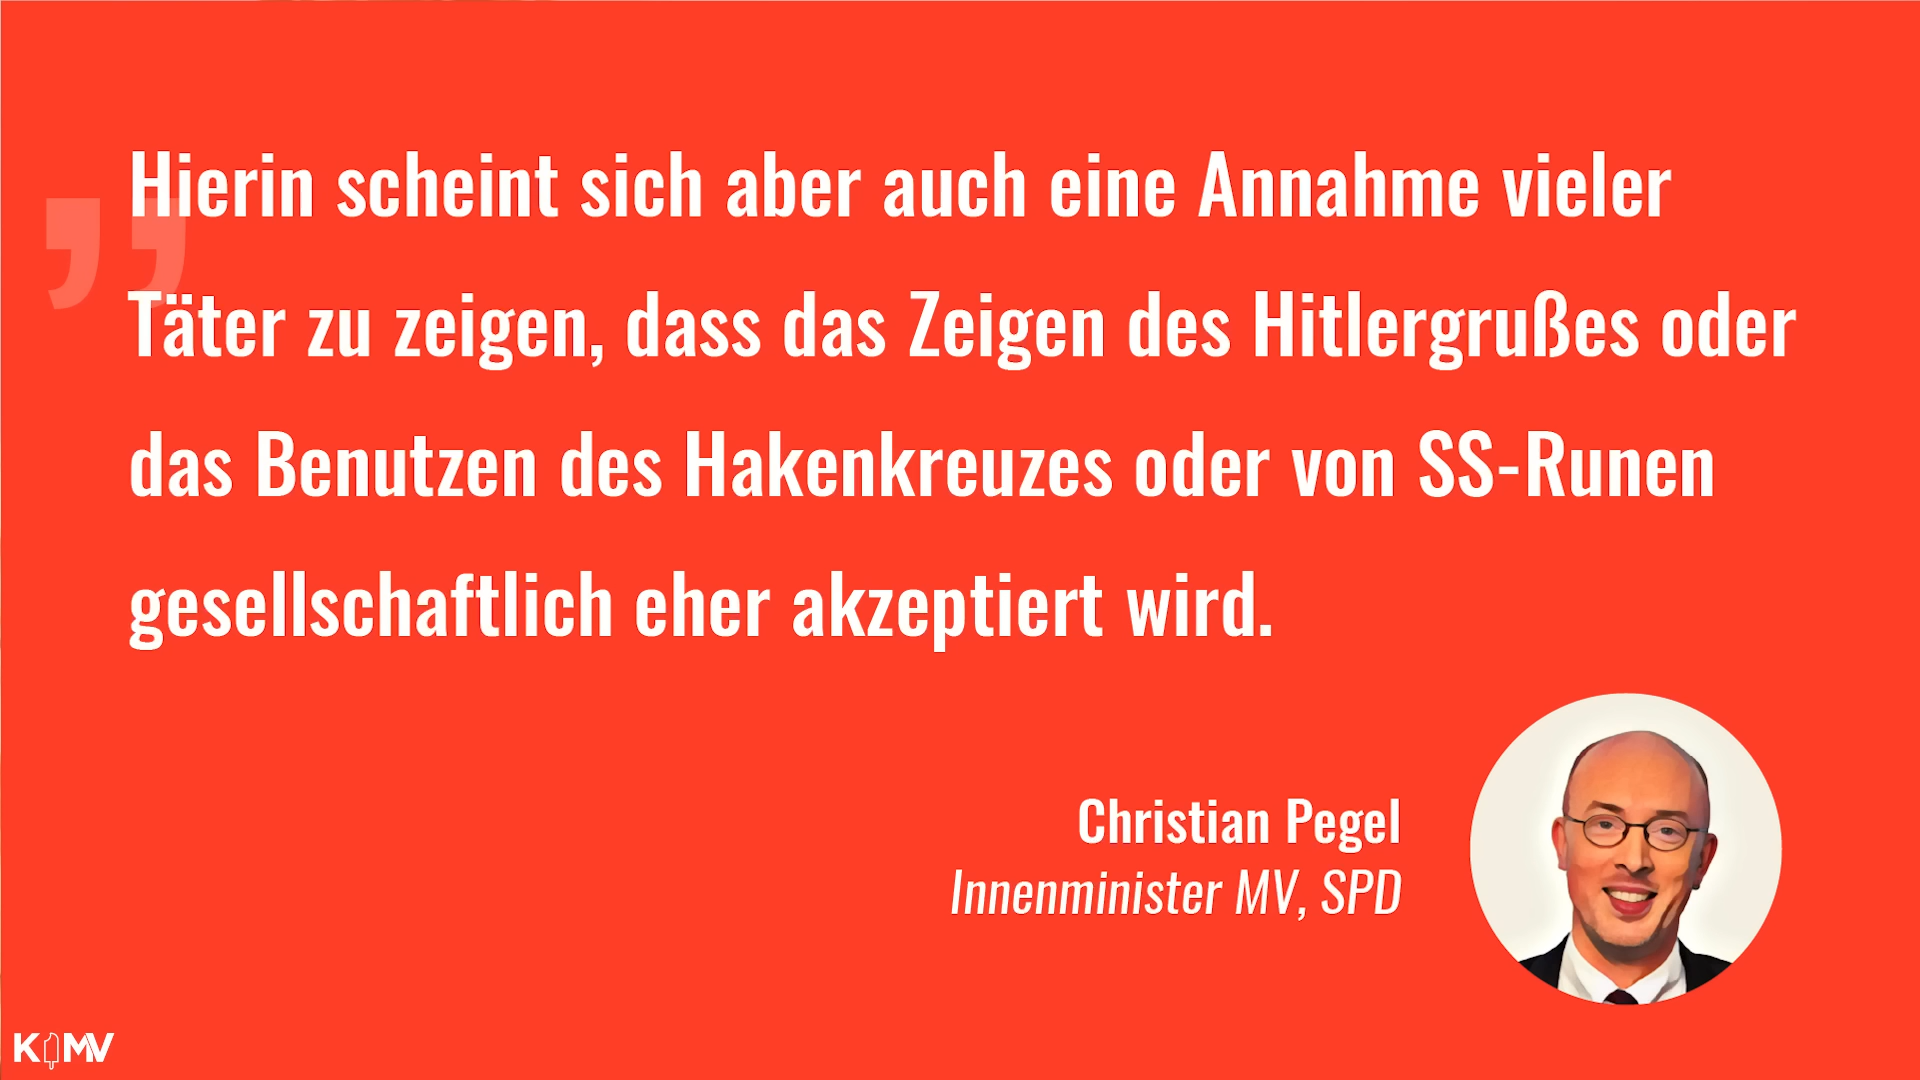 ”
Hierin scheint sich aber auch eine Annahme vieler
Täter zu zeigen, dass das Zeigen des Hitlergrußes oder
das Benutzen des Hakenkreuzes oder von SS-Runen
gesellschaftlich eher akzeptiert wird.
Christian Pegel
Innenminister MV, SPD
K MV